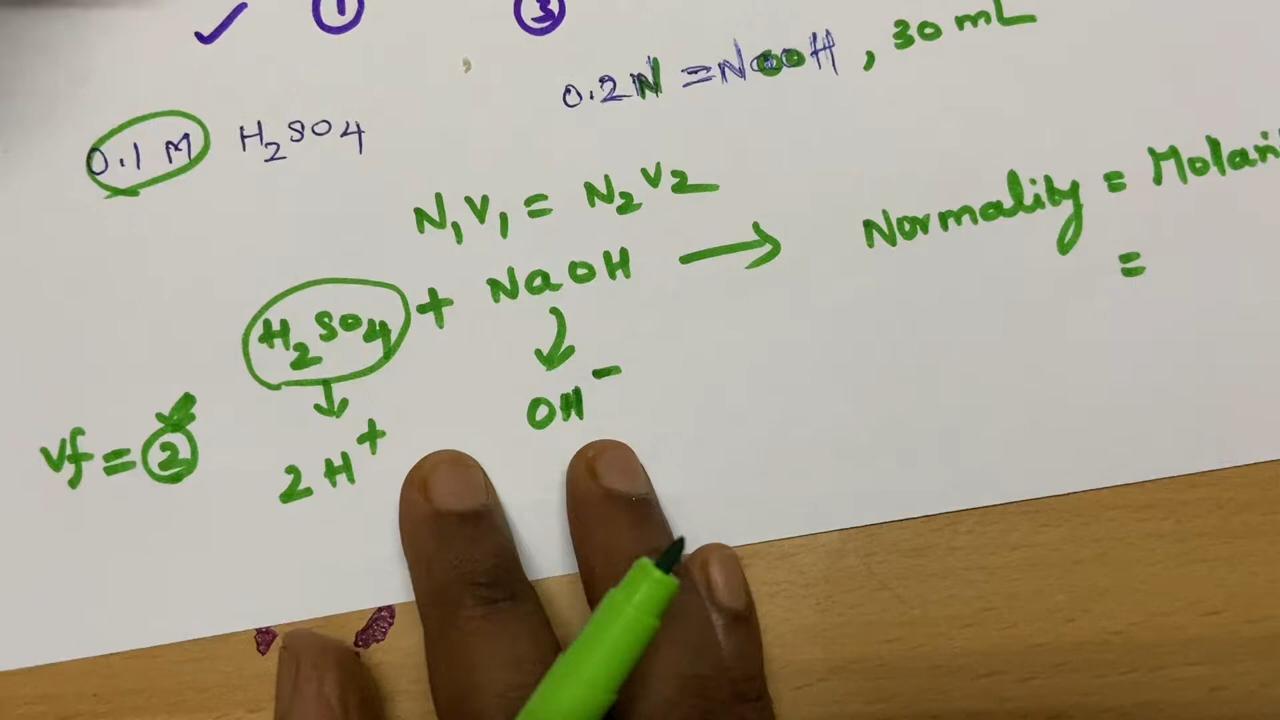 ✓ ① ③
0.2N = NaOH, 30 mL
0.1 M H₂SO₄
N₁V₁ = N₂V₂
Normality =
=
H₂SO₄ + NaOH →
OH⁻
2H⁺
vf = ②